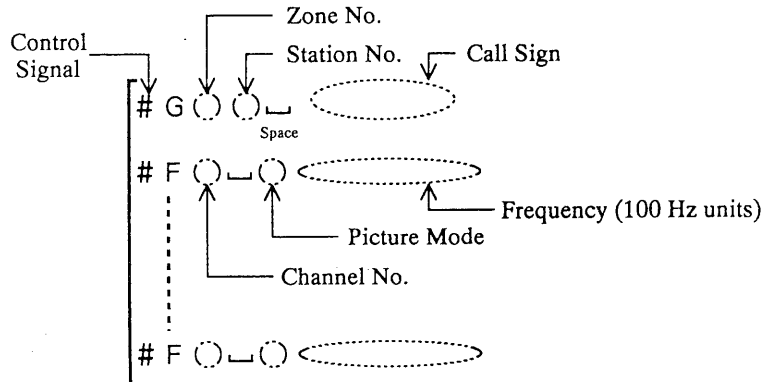 Zone No.
Control
Signal
Station No.
Call Sign
# G
Space
# F
Frequency (100 Hz units)
Picture Mode
Channel No.
# F